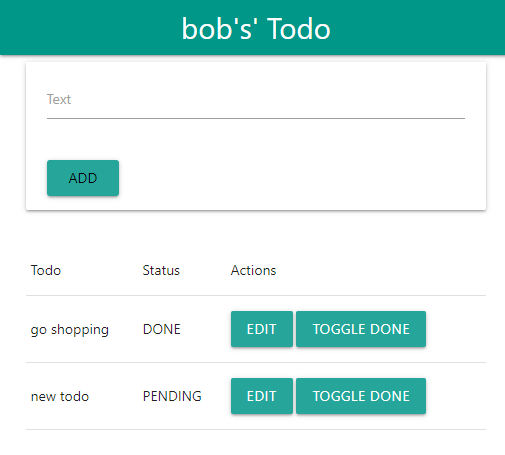 bob's' Todo
Text
ADD
Todo Status Actions
go shopping DONE EDIT TOGGLE DONE
new todo PENDING EDIT TOGGLE DONE